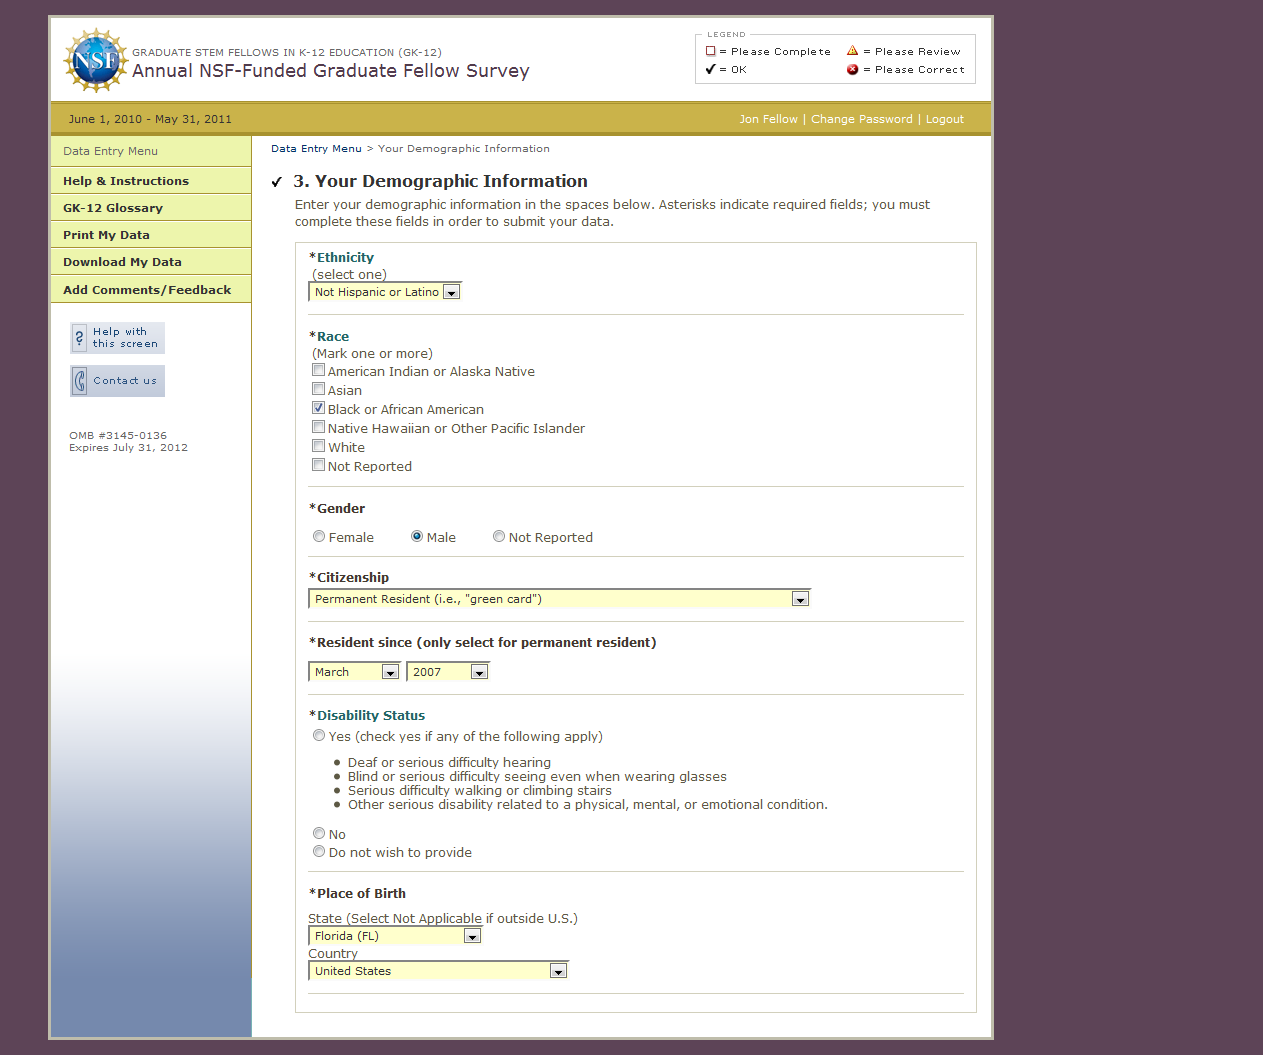 NSF
GRADUATE STEM FELLOWS IN K-12 EDUCATION (GK-12)
Annual NSF-Funded Graduate Fellow Survey
LEGEND
= Please Complete
= Please Review
= OK
= Please Correct
June 1, 2010 - May 31, 2011
Jon Fellow | Change Password | Logout
Data Entry Menu
Help & Instructions
GK-12 Glossary
Print My Data
Download My Data
Add Comments/Feedback
? Help with
this screen
Contact us
OMB #3145-0136
Expires July 31, 2012
Data Entry Menu > Your Demographic Information
3. Your Demographic Information
Enter your demographic information in the spaces below. Asterisks indicate required fields; you must
complete these fields in order to submit your data.
*Ethnicity
(select one)
Not Hispanic or Latino
*Race
(Mark one or more)
American Indian or Alaska Native
Asian
Black or African American
Native Hawaiian or Other Pacific Islander
White
Not Reported
*Gender
Female Male Not Reported
*Citizenship
Permanent Resident (i.e., "green card")
*Resident since (only select for permanent resident)
March 2007
*Disability Status
Yes (check yes if any of the following apply)
• Deaf or serious difficulty hearing
• Blind or serious difficulty seeing even when wearing glasses
• Serious difficulty walking or climbing stairs
• Other serious disability related to a physical, mental, or emotional condition.
No
Do not wish to provide
*Place of Birth
State (Select Not Applicable if outside U.S.)
Florida (FL)
Country
United States